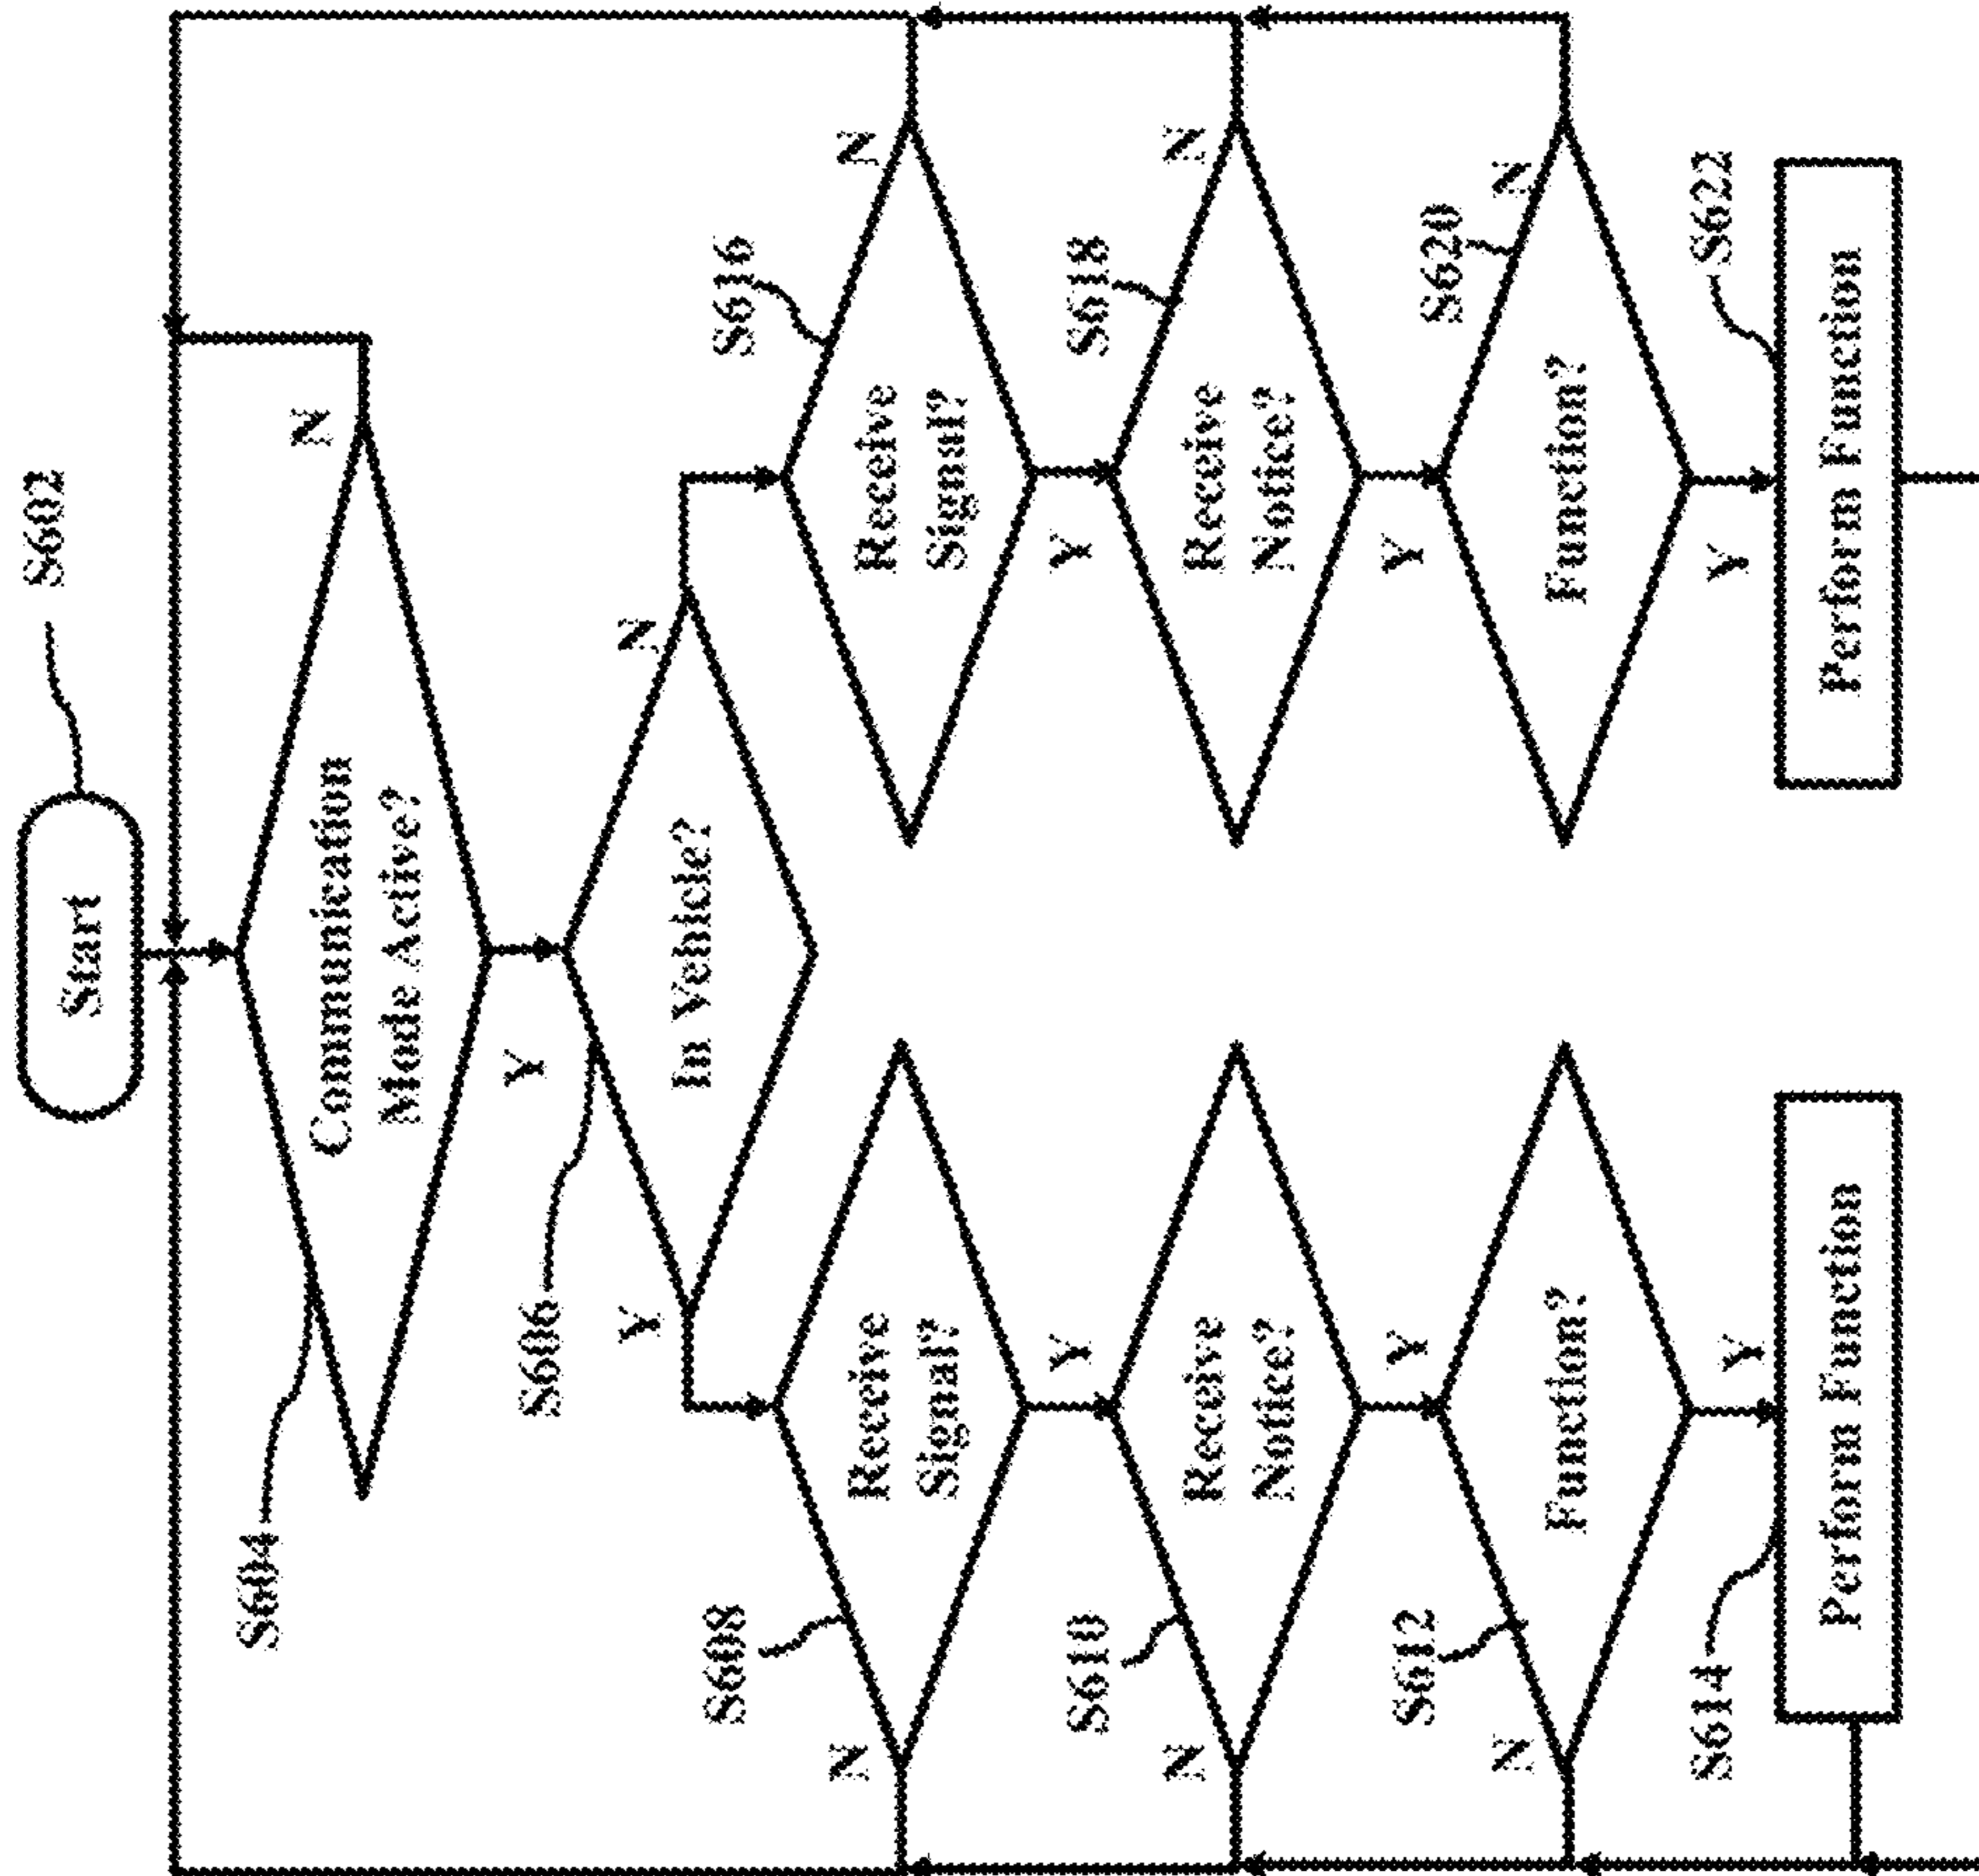 S602
Start
Communication
Mode Active?
N
S604
Y
In Vehicle?
S606
Y
N
S608
Receive
Signal?
N
Y
S616
Receive
Signal?
N
Y
S610
Receive
Notice?
N
Y
S618
Receive
Notice?
N
Y
S612
Function?
N
Y
S620
Function?
N
Y
S614
Perform Function
S622
Perform Function